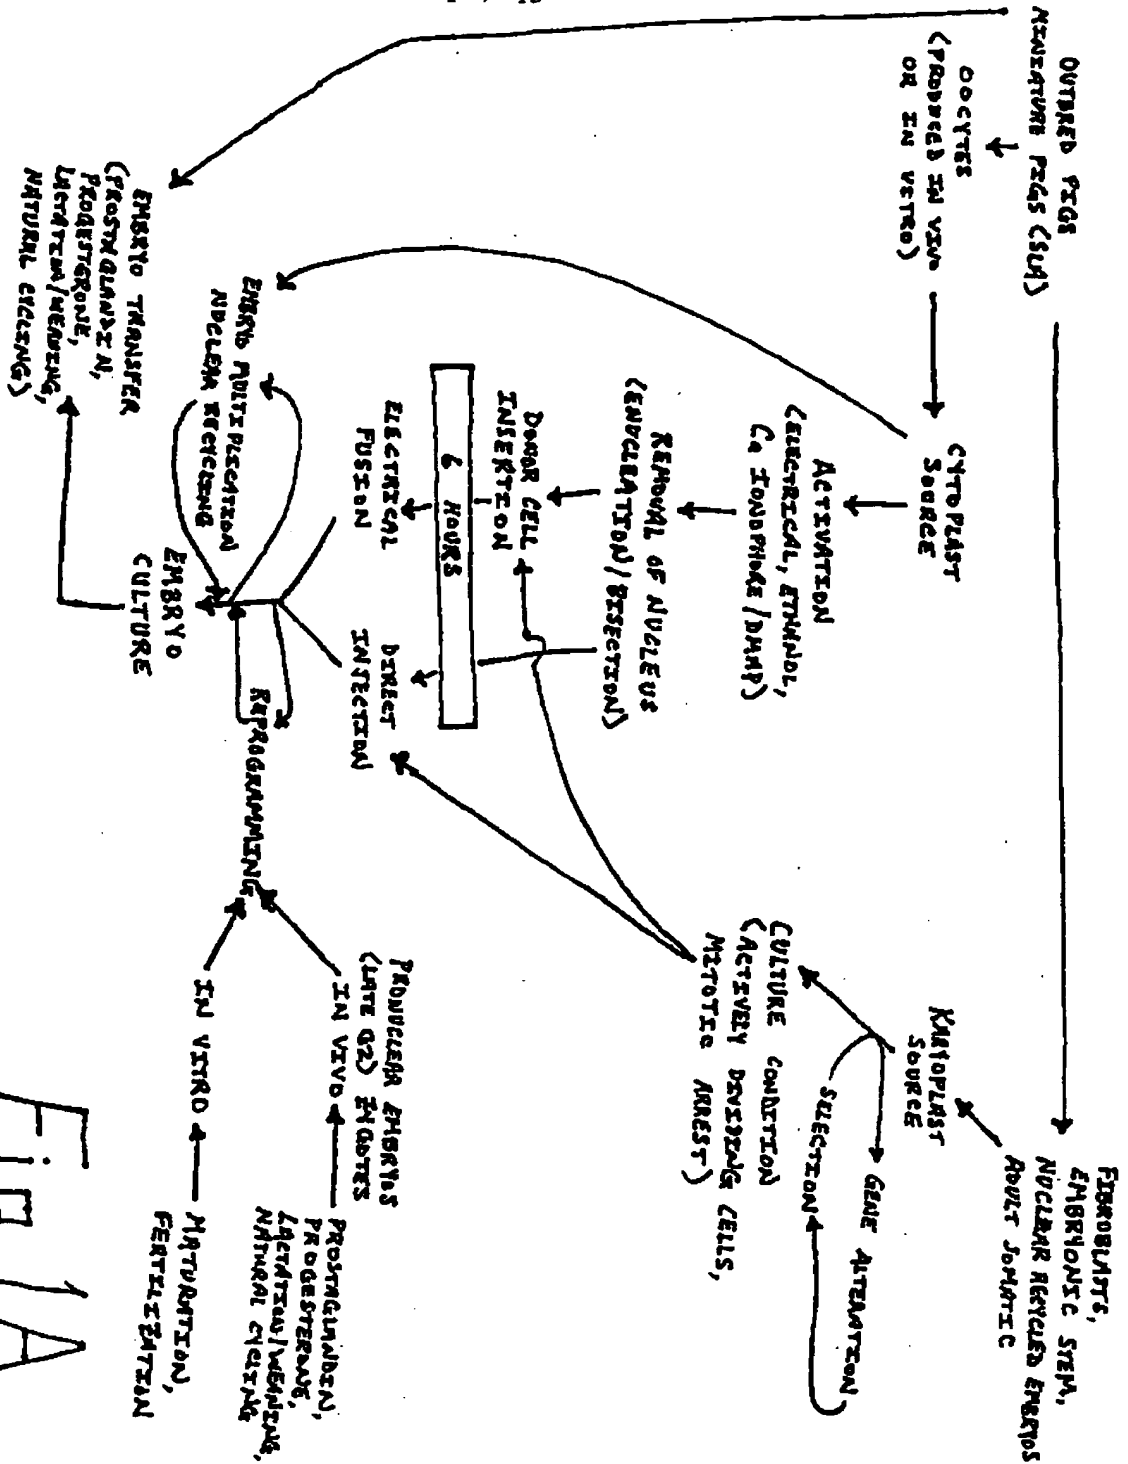 OUTBRED PIGS
MINIATURE PIGS (SLA)
FIBROBLASTS,
EMBRYONIC STEM,
NUCLEAR RECYCLED EMBRYOS
ADULT SOMATIC
OOCYTES
(PRODUCED IN VIVO
OR IN VITRO)
CYTOPLAST
SOURCE
KARYOPLAST
SOURCE
GENE ALTERATION
SELECTION
ACTIVATION
(ELECTRICAL, ETHANOL,
Ca IONOPHORE/DMAP)
CULTURE CONDITION
(ACTIVELY DIVIDING CELLS,
MITOTIC ARREST)
REMOVAL OF NUCLEUS
(ENUCLEATION/BISECTION)
DONOR CELL
INSERTION
6 HOURS
ELECTRICAL
FUSION
DIRECT
INJECTION
PRONUCLEAR EMBRYOS
(LATE G2) ZYGOTES
IN VIVO
PROSTAGLANDIN,
PROGESTERONE,
LACTATION/WEANING,
NATURAL CYCLING
EMBRYO MULTIPLICATION
NUCLEAR RECYCLING
REPROGRAMMING
IN VITRO
MATURATION,
FERTILIZATION
EMBRYO
CULTURE
EMBRYO TRANSFER
(PROSTAGLANDIN,
PROGESTERONE,
LACTATION/WEANING,
NATURAL CYCLING)
Fig 1A